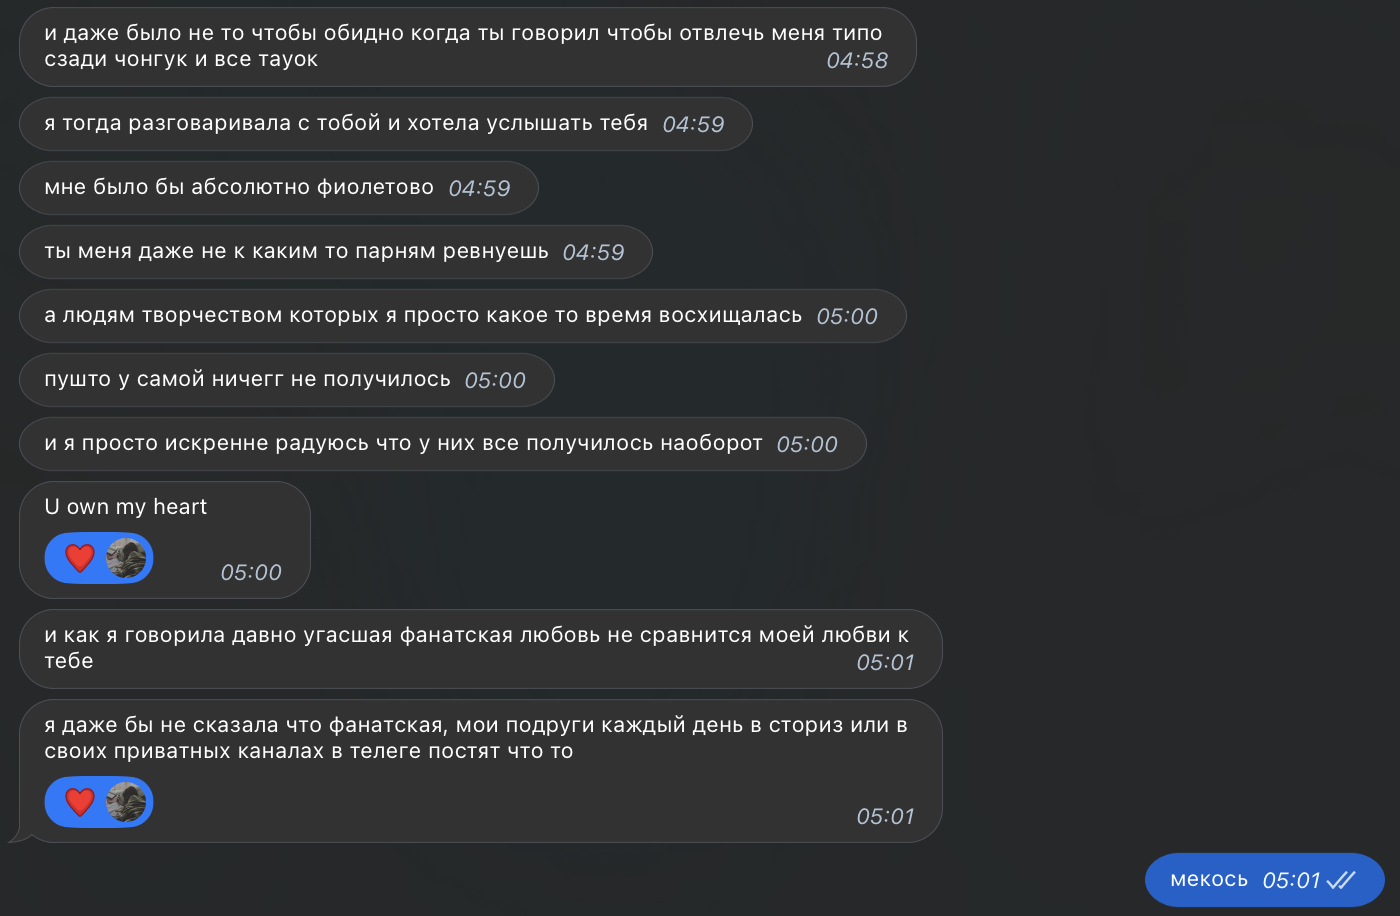 и даже было не то чтобы обидно когда ты говорил чтобы отвлечь меня типо
сзади чонгук и все тауок 04:58
я тогда разговаривала с тобой и хотела услышать тебя 04:59
мне было бы абсолютно фиолетово 04:59
ты меня даже не к каким то парням ревнуешь 04:59
а людям творчеством которых я просто какое то время восхищалась 05:00
пушто у самой ничегг не получилось 05:00
и я просто искренне радуюсь что у них все получилось наоборот 05:00
U own my heart
❤️ 05:00
и как я говорила давно угасшая фанатская любовь не сравнится моей любви к
тебе 05:01
я даже бы не сказала что фанатская, мои подруги каждый день в сториз или в
своих приватных каналах в телеге постят что то
❤️ 05:01
мекось 05:01